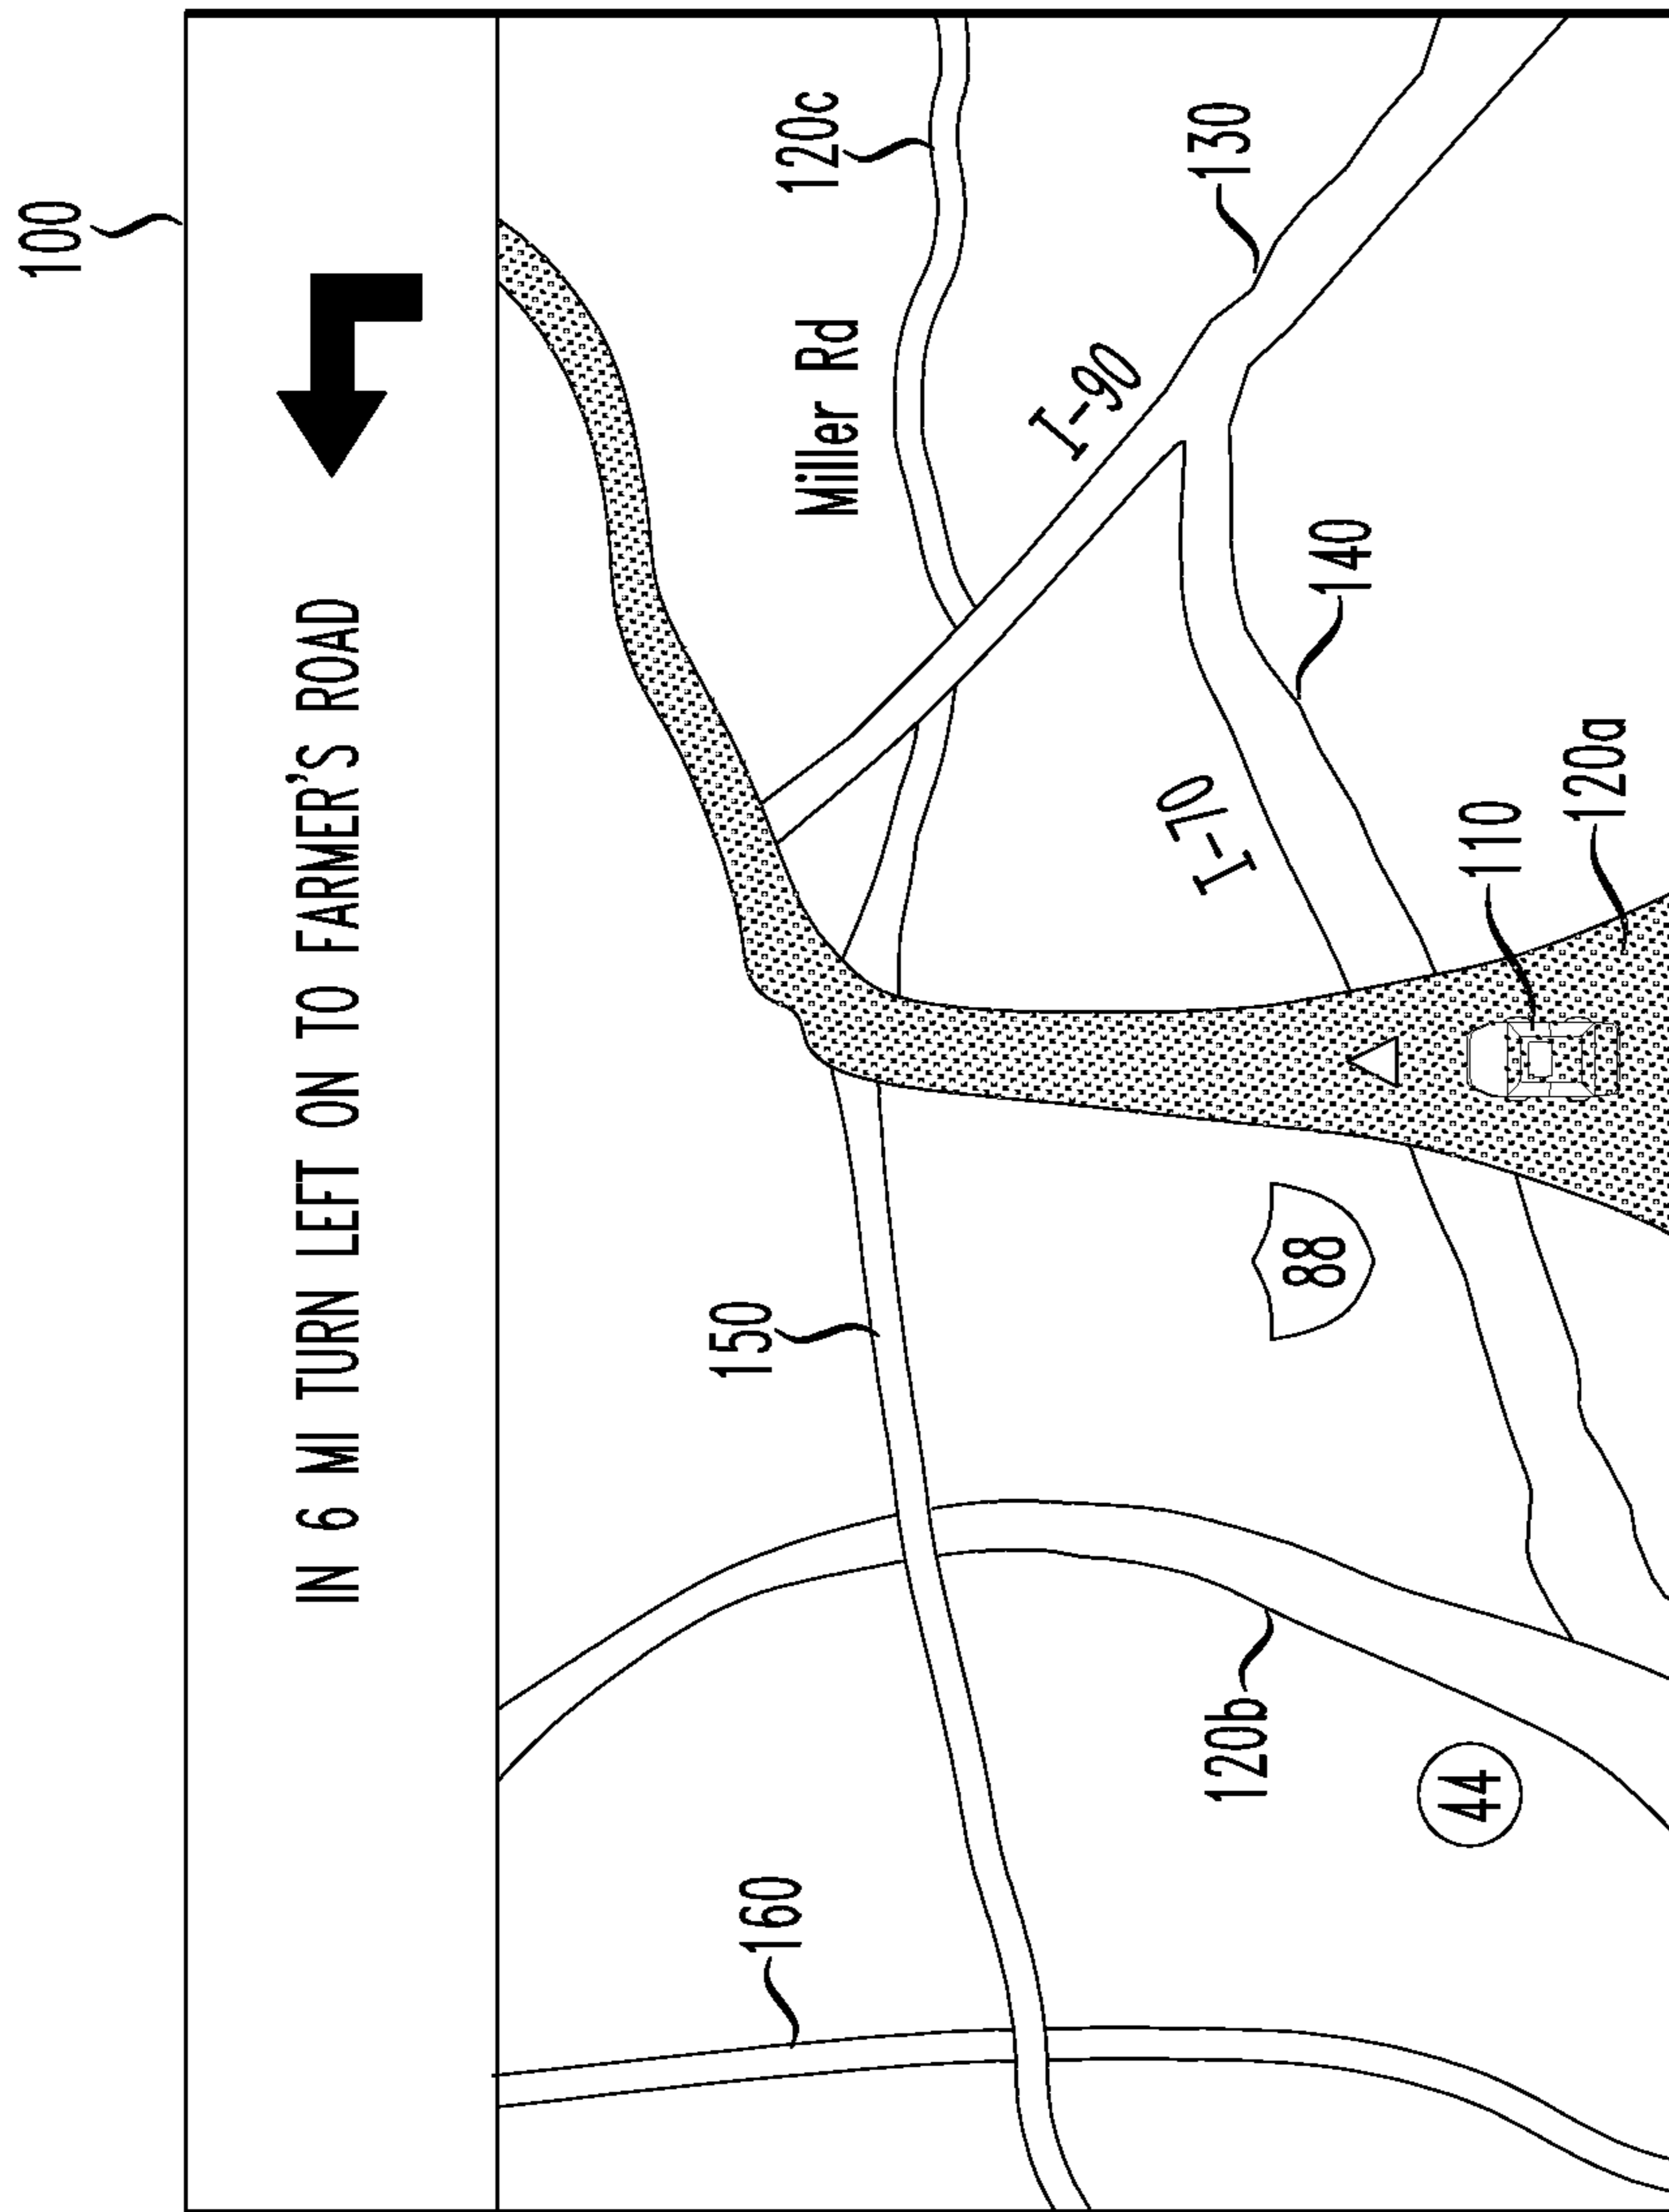 100
IN 6 MI TURN LEFT ON TO FARMER'S ROAD
150
160
120c
Miller Rd
I-90
I-70
130
120b
88
140
44
1110
120a